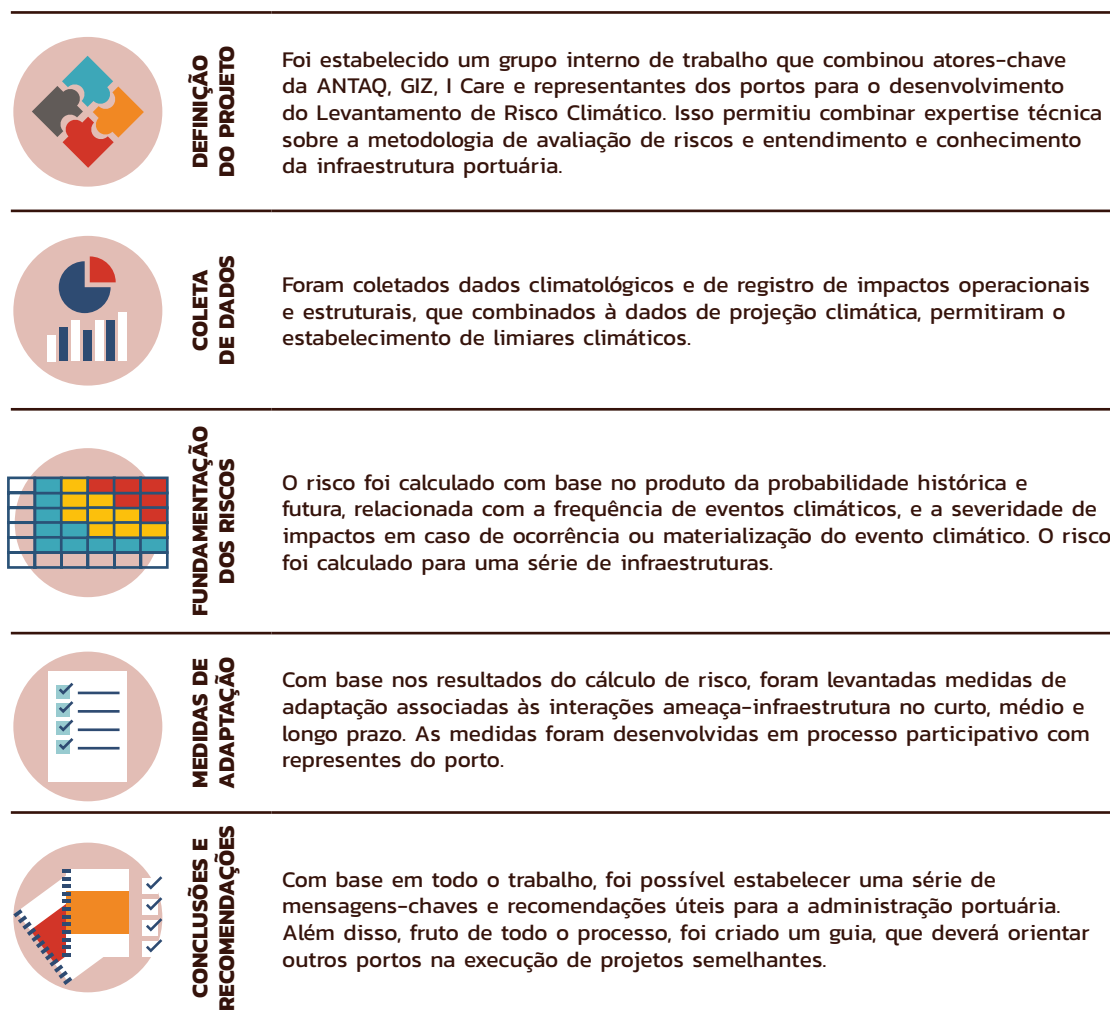 DEFINIÇÃO
DO PROJETO
Foi estabelecido um grupo interno de trabalho que combinou atores-chave
da ANTAQ, GIZ, I Care e representantes dos portos para o desenvolvimento
do Levantamento de Risco Climático. Isso permitiu combinar expertise técnica
sobre a metodologia de avaliação de riscos e entendimento e conhecimento
da infraestrutura portuária.
COLETA
DE DADOS
Foram coletados dados climatológicos e de registro de impactos operacionais
e estruturais, que combinados à dados de projeção climática, permitiram o
estabelecimento de limiares climáticos.
FUNDAMENTAÇÃO
DOS RISCOS
O risco foi calculado com base no produto da probabilidade histórica e
futura, relacionada com a frequência de eventos climáticos, e a severidade de
impactos em caso de ocorrência ou materialização do evento climático. O risco
foi calculado para uma série de infraestruturas.
MEDIDAS DE
ADAPTAÇÃO
Com base nos resultados do cálculo de risco, foram levantadas medidas de
adaptação associadas às interações ameaça-infraestrutura no curto, médio e
longo prazo. As medidas foram desenvolvidas em processo participativo com
representes do porto.
CONCLUSÕES E
RECOMENDAÇÕES
Com base em todo o trabalho, foi possível estabelecer uma série de
mensagens-chaves e recomendações úteis para a administração portuária.
Além disso, fruto de todo o processo, foi criado um guia, que deverá orientar
outros portos na execução de projetos semelhantes.